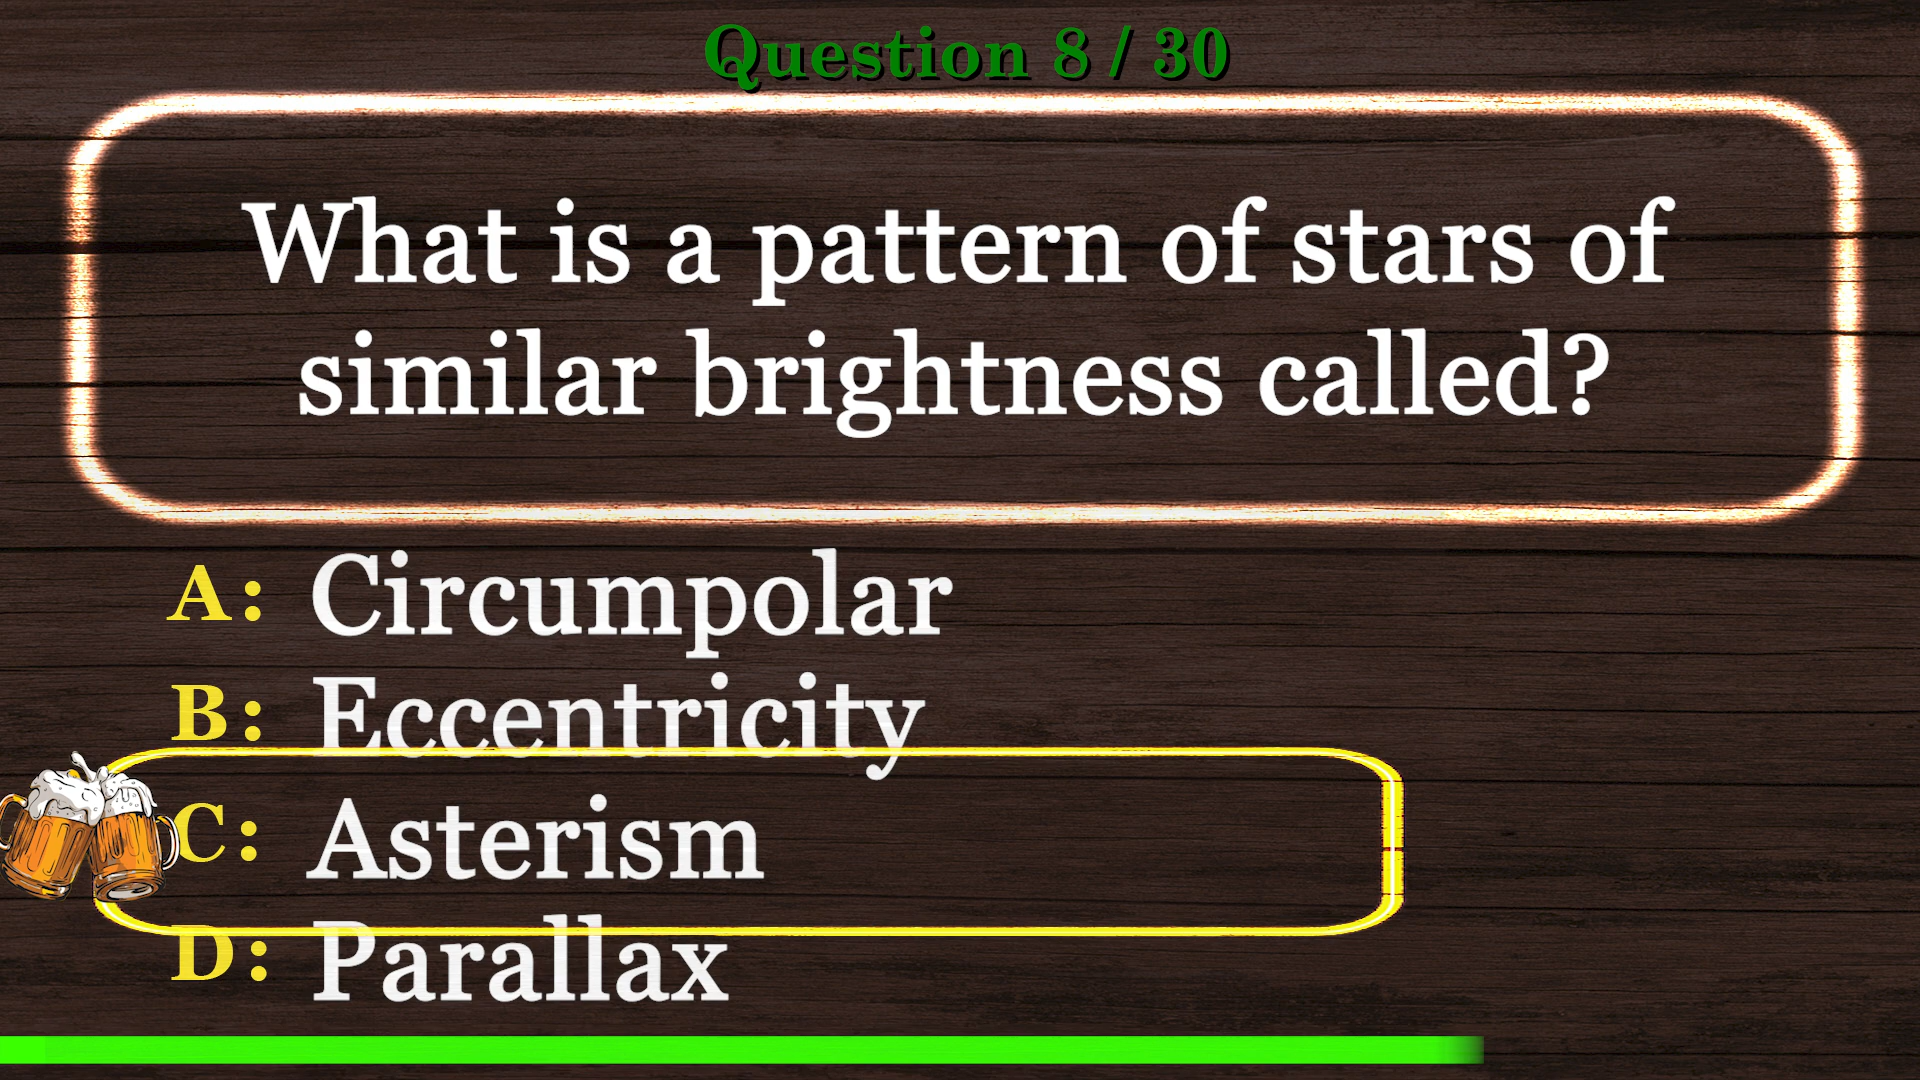 Question 8 / 30
What is a pattern of stars of
similar brightness called?
A: Circumpolar
B: Eccentricity
C: Asterism
D: Parallax